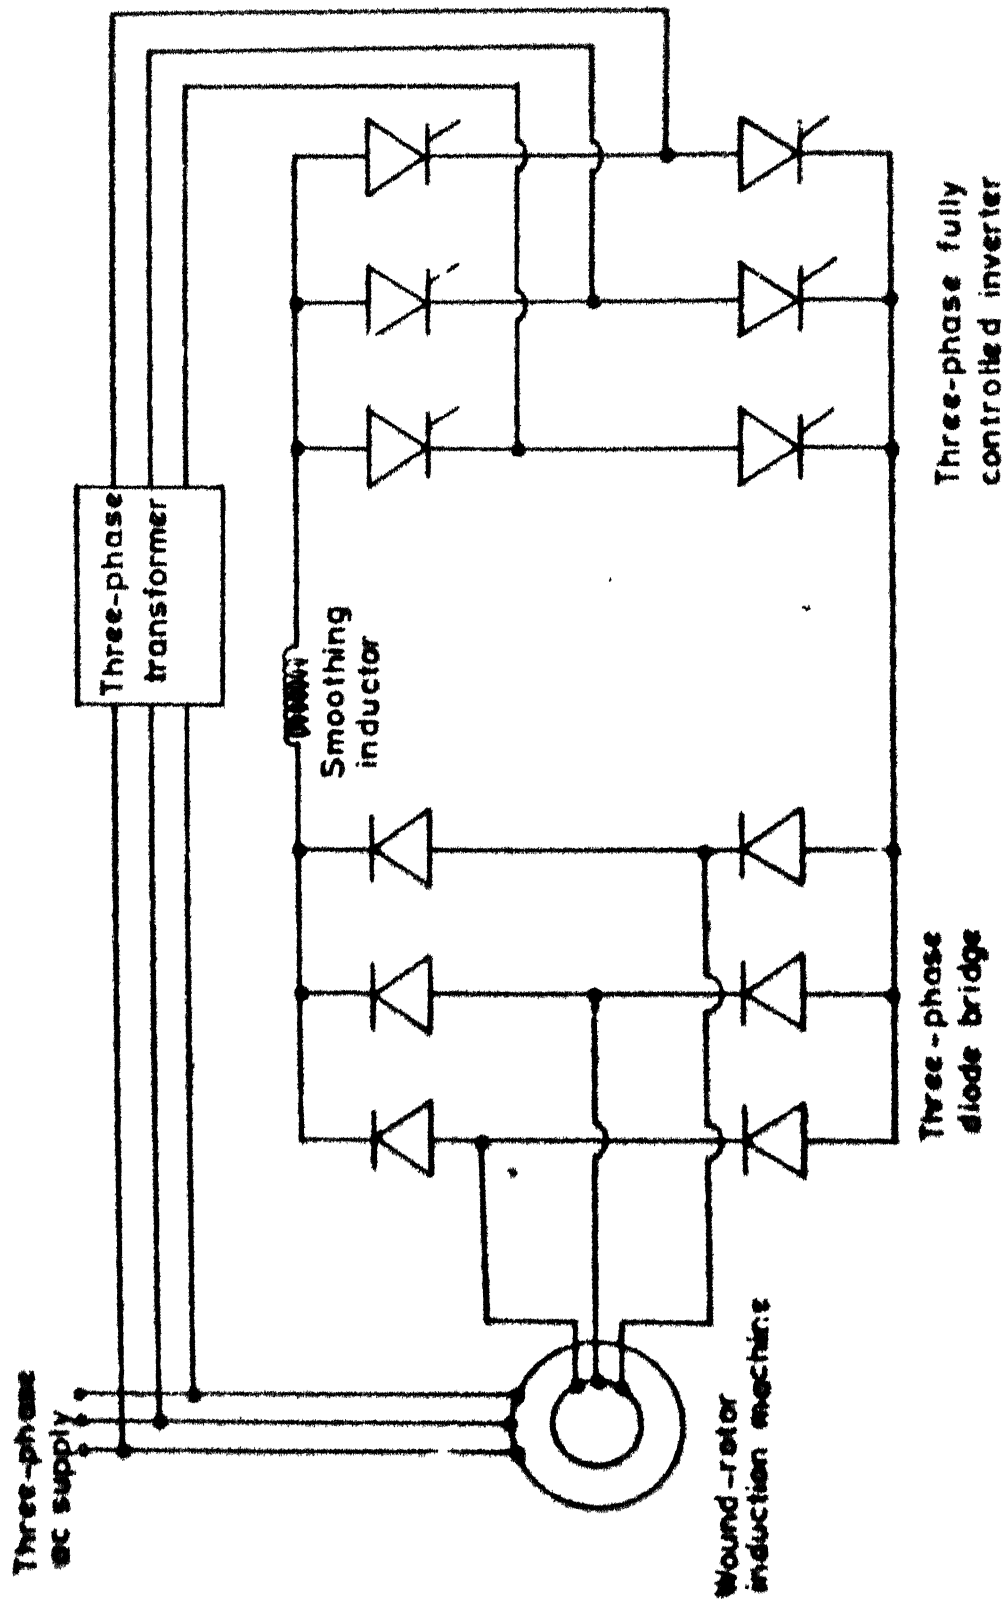 Three-phase
ac supply
Three-phase
transformer
Smoothing
inductor
Wound-rotor
induction machine
Three-phase
diode bridge
Three-phase fully
controlled inverter